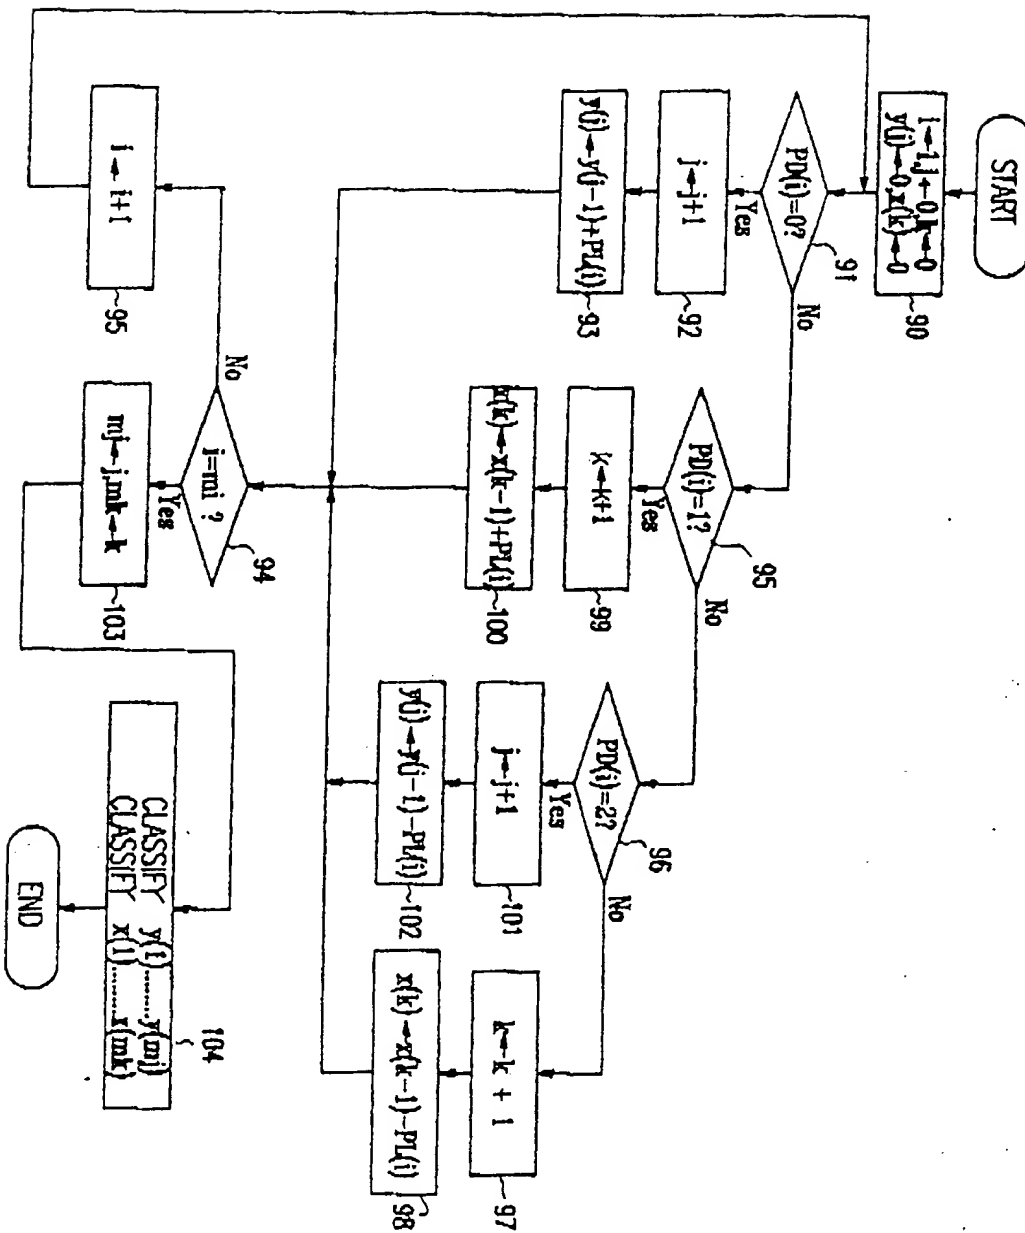 START
i←1,j←0,k←0
y(j)←0,x(k)←0
90
PD(i)=0?
91
Yes
No
j←j+1
92
y(j)←y(j-1)+PL(i)
93
PD(i)=1?
95
Yes
No
k←k+1
99
x(k)←x(k-1)+PL(i)
100
PD(i)=2?
96
Yes
No
j←j+1
101
y(j)←y(j-1)-PL(i)
102
k←k + 1
97
x(k)←x(k-1)-PL(i)
98
i=mi ?
94
No
Yes
i←i+1
95
mj←j,mk←k
103
CLASSIFY y(1)........y(mj)
CLASSIFY x(1)........x(mk)
104
END